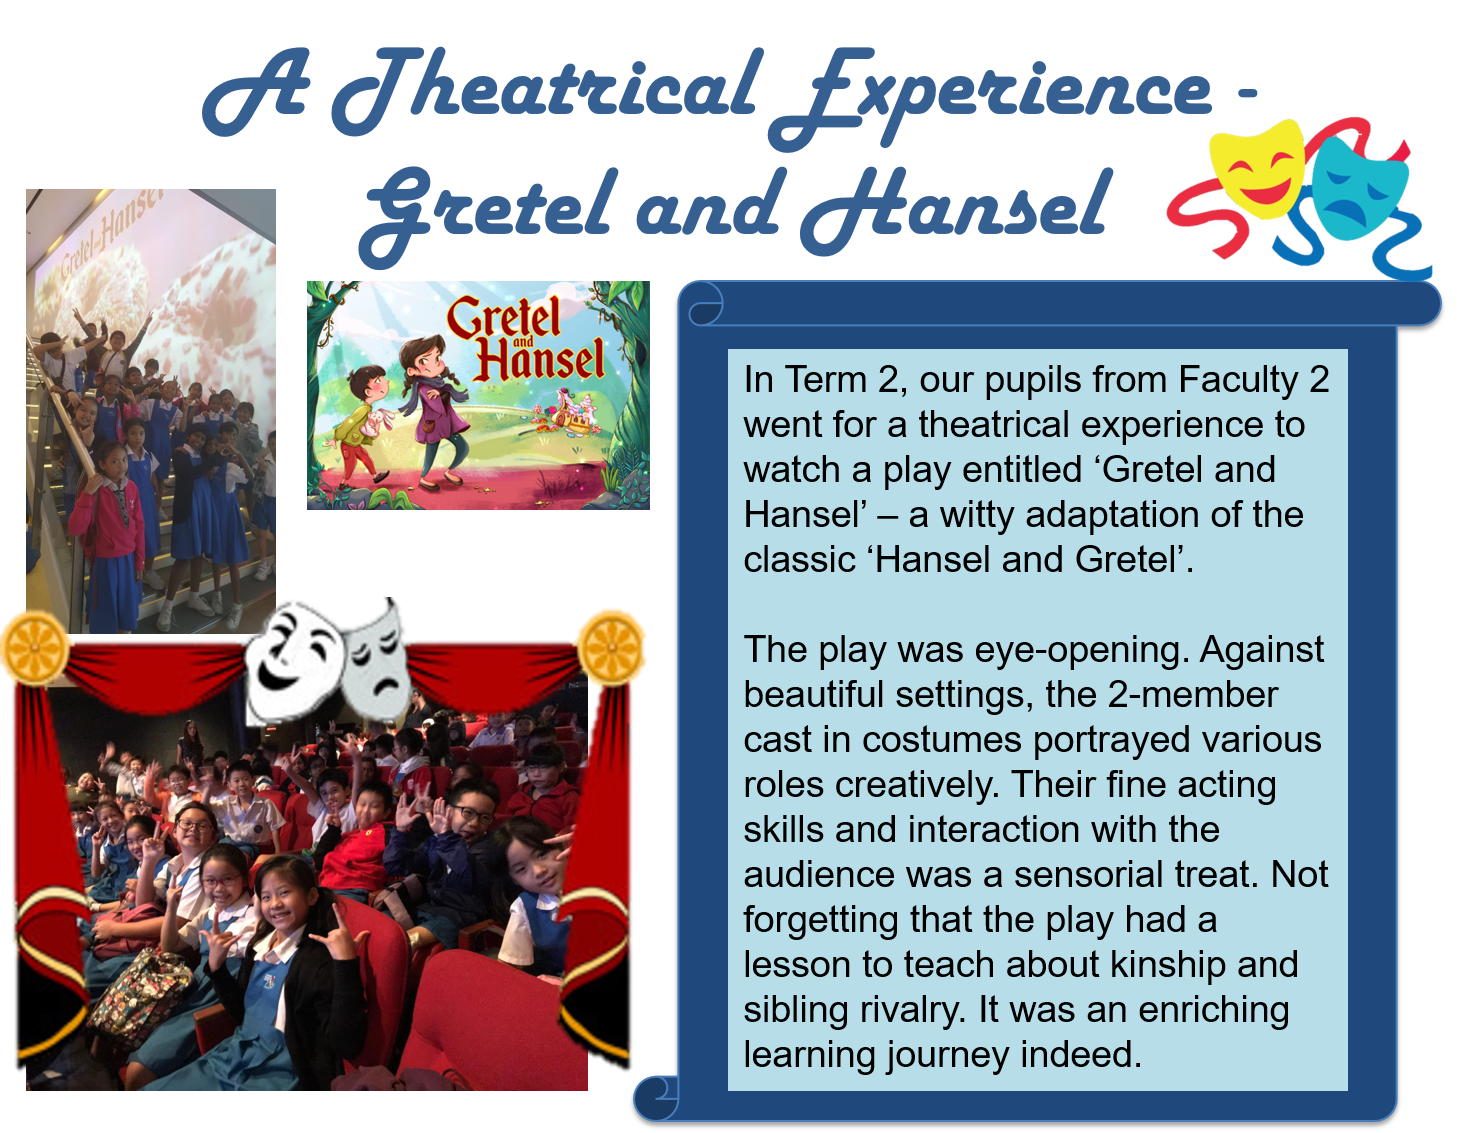 A Theatrical Experience -
Gretel and Hansel
Gretel and Hansel
Gretel
and
Hansel
In Term 2, our pupils from Faculty 2
went for a theatrical experience to
watch a play entitled ‘Gretel and
Hansel’ – a witty adaptation of the
classic ‘Hansel and Gretel’.
The play was eye-opening. Against
beautiful settings, the 2-member
cast in costumes portrayed various
roles creatively. Their fine acting
skills and interaction with the
audience was a sensorial treat. Not
forgetting that the play had a
lesson to teach about kinship and
sibling rivalry. It was an enriching
learning journey indeed.